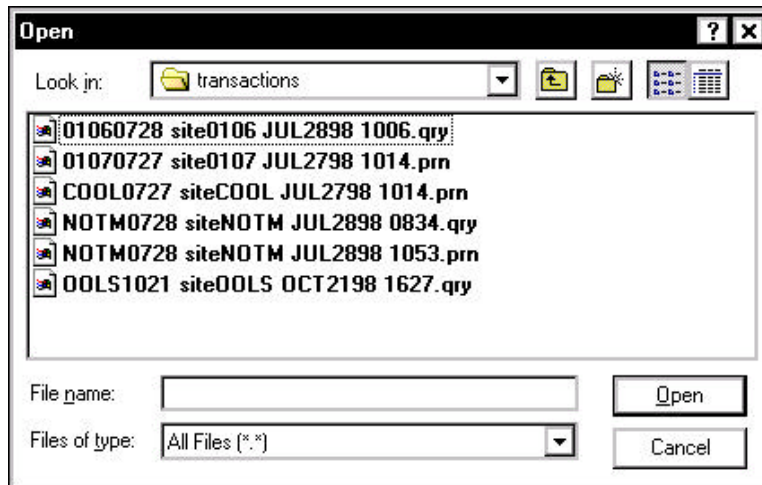 Open
Look in: transactions
01060728 site0106 JUL2898 1006.qry
01070727 site0107 JUL2798 1014.prn
COOL0727 siteCOOL JUL2798 1014.prn
NOTM0728 siteNOTM JUL2898 0834.qry
NOTM0728 siteNOTM JUL2898 1053.prn
OOLS1021 siteOOLS OCT2198 1627.qry
File name: Open
Files of type: All Files (*.*) Cancel